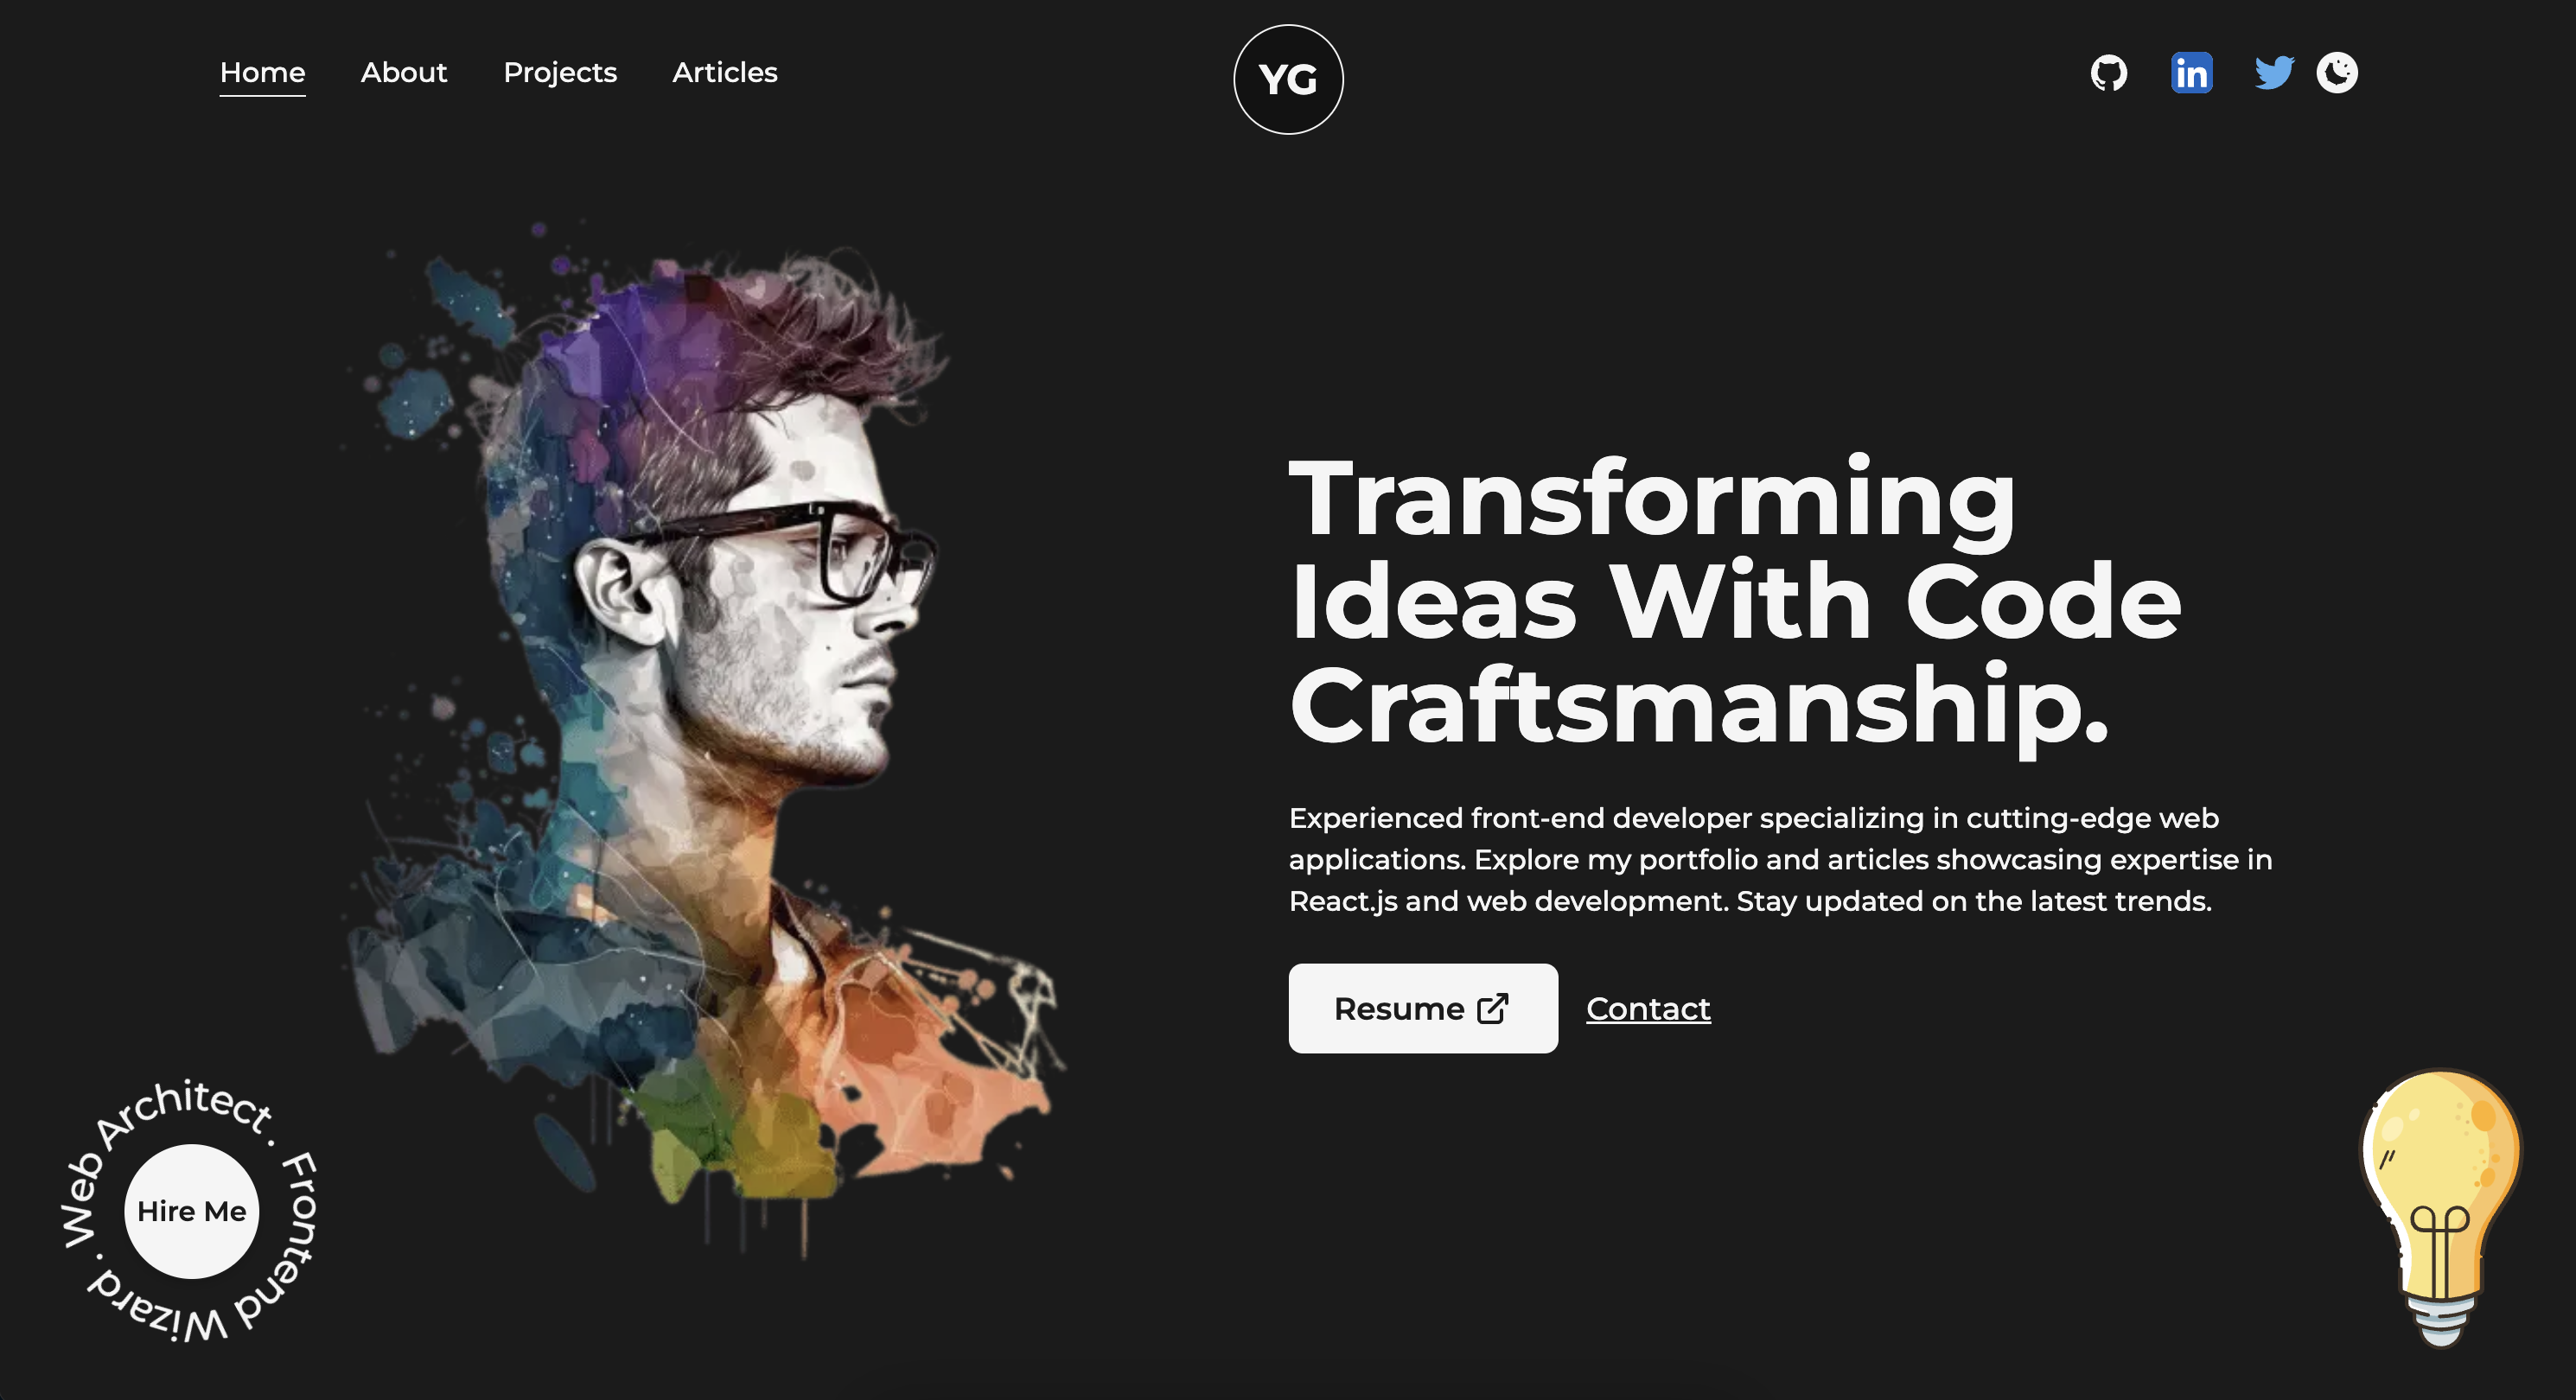 Home About Projects Articles
YG
in
Transforming
Ideas With Code
Craftsmanship.
Experienced front-end developer specializing in cutting-edge web
applications. Explore my portfolio and articles showcasing expertise in
React.js and web development. Stay updated on the latest trends.
Resume
Contact
Web Architect . Frontend Wizard .
Hire Me